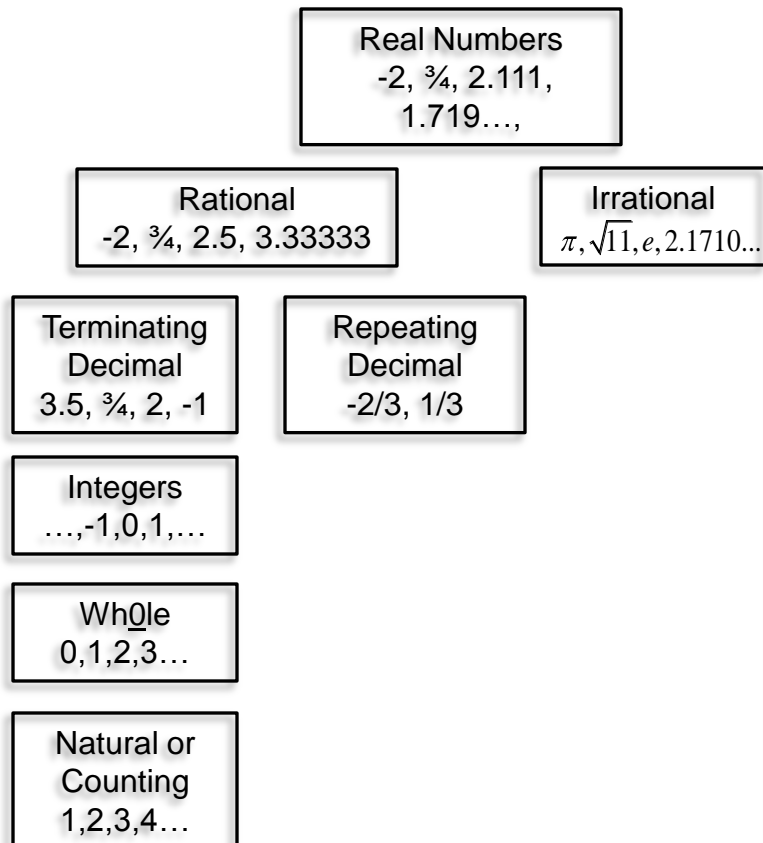 Real Numbers
-2, ¾, 2.111,
1.719…,
Rational
-2, ¾, 2.5, 3.33333
Irrational
π, √11, e, 2.1710...
Terminating
Decimal
3.5, ¾, 2, -1
Repeating
Decimal
-2/3, 1/3
Integers
…,-1,0,1,…
Wh0le
0,1,2,3…
Natural or
Counting
1,2,3,4…